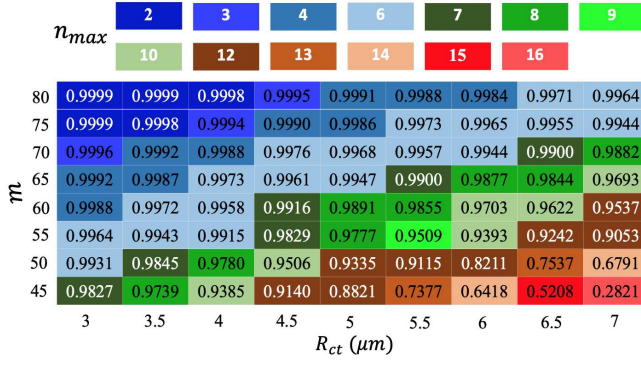 n_max 2 3 4 6 7 8 9
10 12 13 14 15 16
80 0.9999 0.9999 0.9998 0.9995 0.9991 0.9988 0.9984 0.9971 0.9964
75 0.9999 0.9998 0.9994 0.9990 0.9986 0.9973 0.9965 0.9955 0.9944
70 0.9996 0.9992 0.9988 0.9976 0.9968 0.9957 0.9944 0.9900 0.9882
65 0.9992 0.9987 0.9973 0.9961 0.9947 0.9900 0.9877 0.9844 0.9693
m
60 0.9988 0.9972 0.9958 0.9916 0.9891 0.9855 0.9703 0.9622 0.9537
55 0.9964 0.9943 0.9915 0.9829 0.9777 0.9509 0.9393 0.9242 0.9053
50 0.9931 0.9845 0.9780 0.9506 0.9335 0.9115 0.8211 0.7537 0.6791
45 0.9827 0.9739 0.9385 0.9140 0.8821 0.7377 0.6418 0.5208 0.2821
3 3.5 4 4.5 5 5.5 6 6.5 7
R_ct (μm)